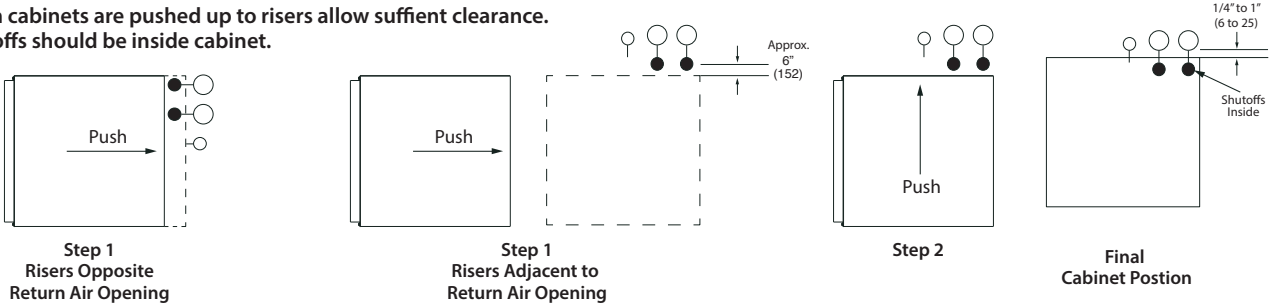 cabinets are pushed up to risers allow suffient clearance.
should be inside cabinet.
Push
Step 1
Risers Opposite
Return Air Opening
Push
Approx.
6"
(152)
Step 1
Risers Adjacent to
Return Air Opening
Push
Step 2
1/4" to 1"
(6 to 25)
Shutoffs
Inside
Final
Cabinet Postion